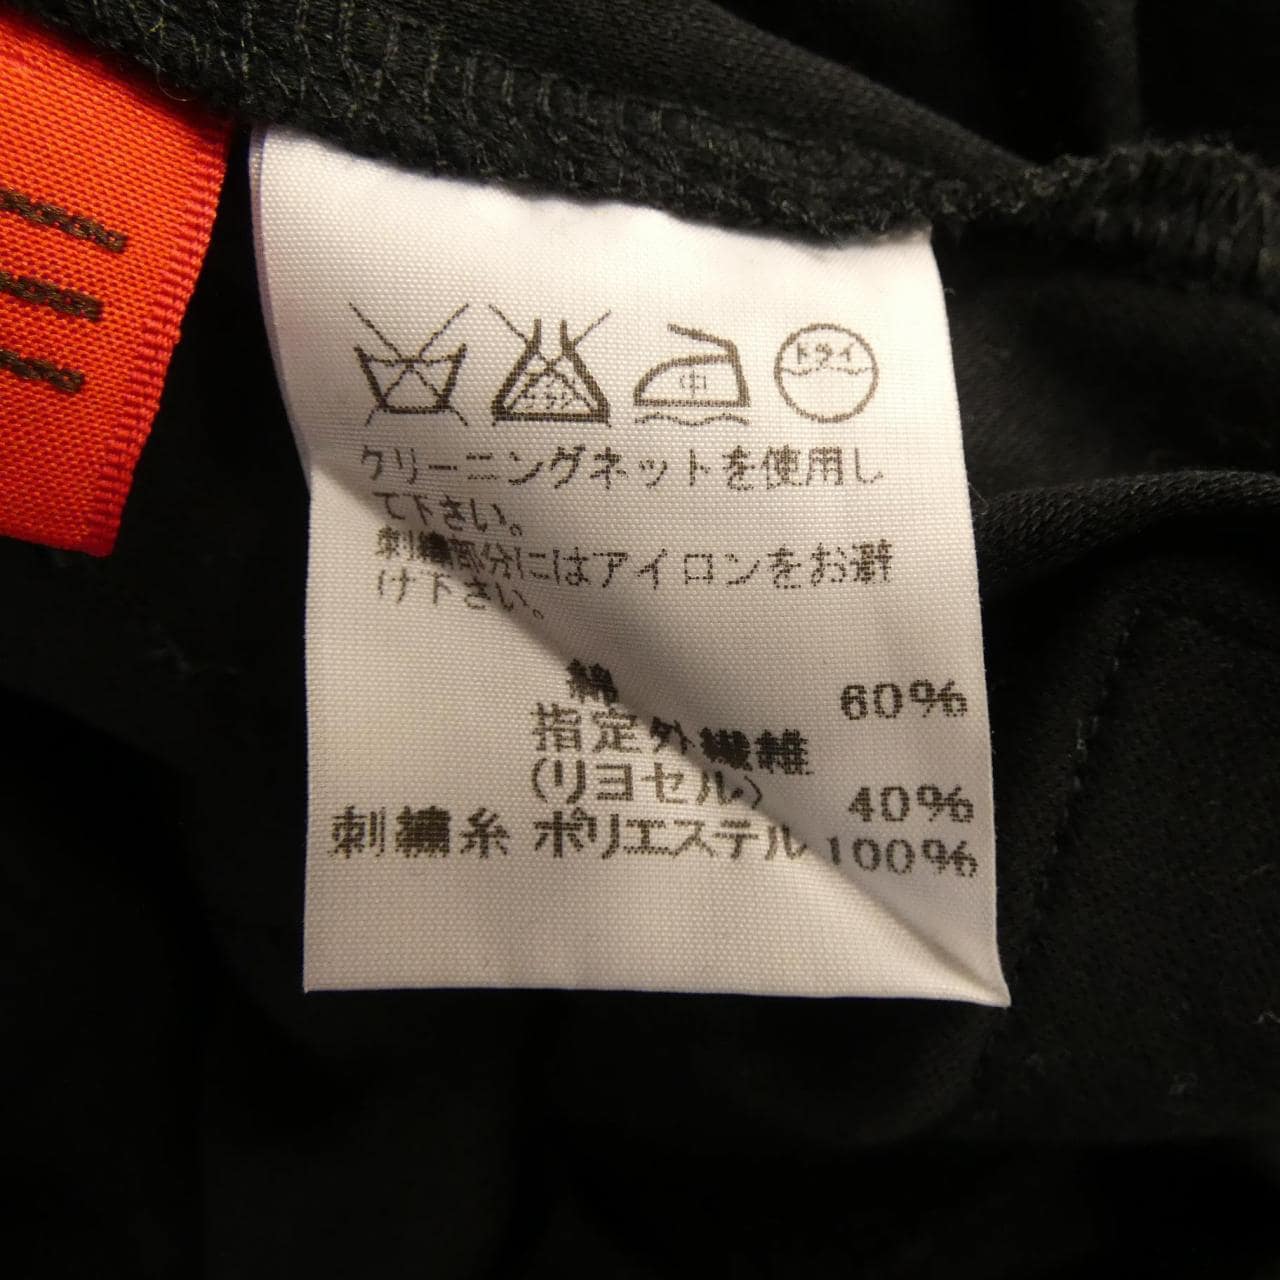 中
ドライ
クリーニングネットを使用し
て下さい。
刺繍部分にはアイロンをお避
け下さい。
綿 60%
指定外繊維
(リヨセル) 40%
刺繍糸 ポリエステル 100%